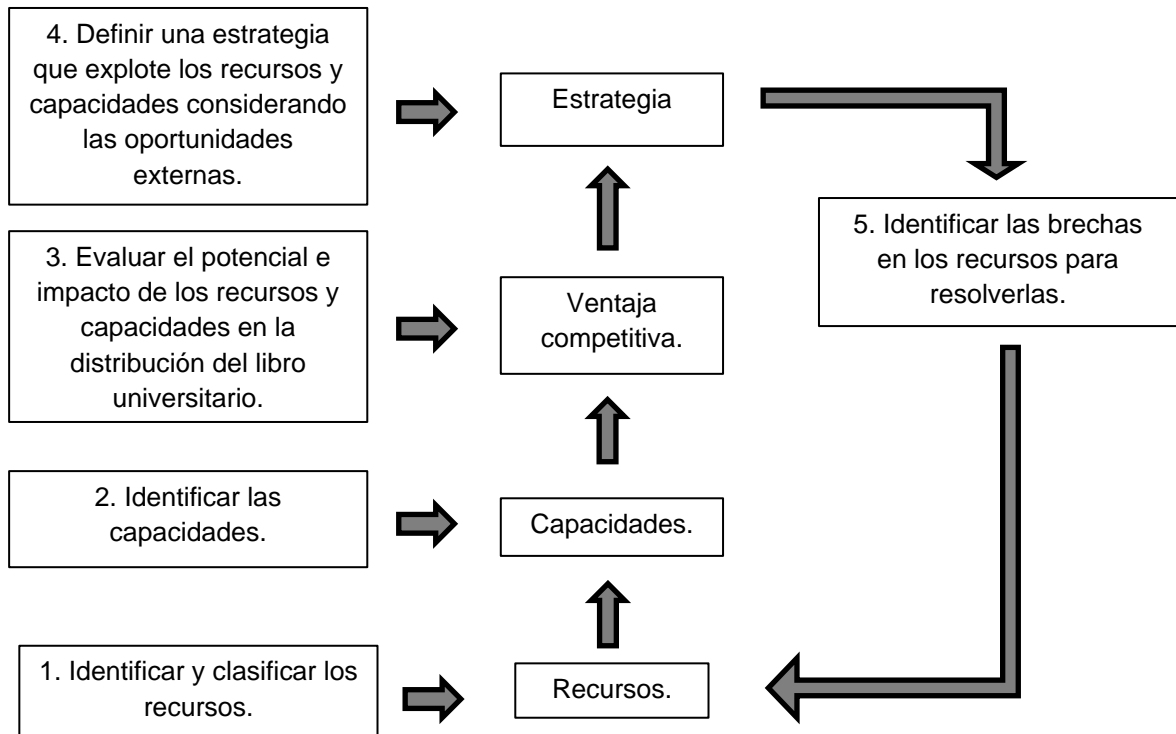 4. Definir una estrategia
que explote los recursos y
capacidades considerando
las oportunidades
externas.
Estrategia
5. Identificar las brechas
en los recursos para
resolverlas.
3. Evaluar el potencial e
impacto de los recursos y
capacidades en la
distribución del libro
universitario.
Ventaja
competitiva.
2. Identificar las
capacidades.
Capacidades.
1. Identificar y clasificar los
recursos.
Recursos.